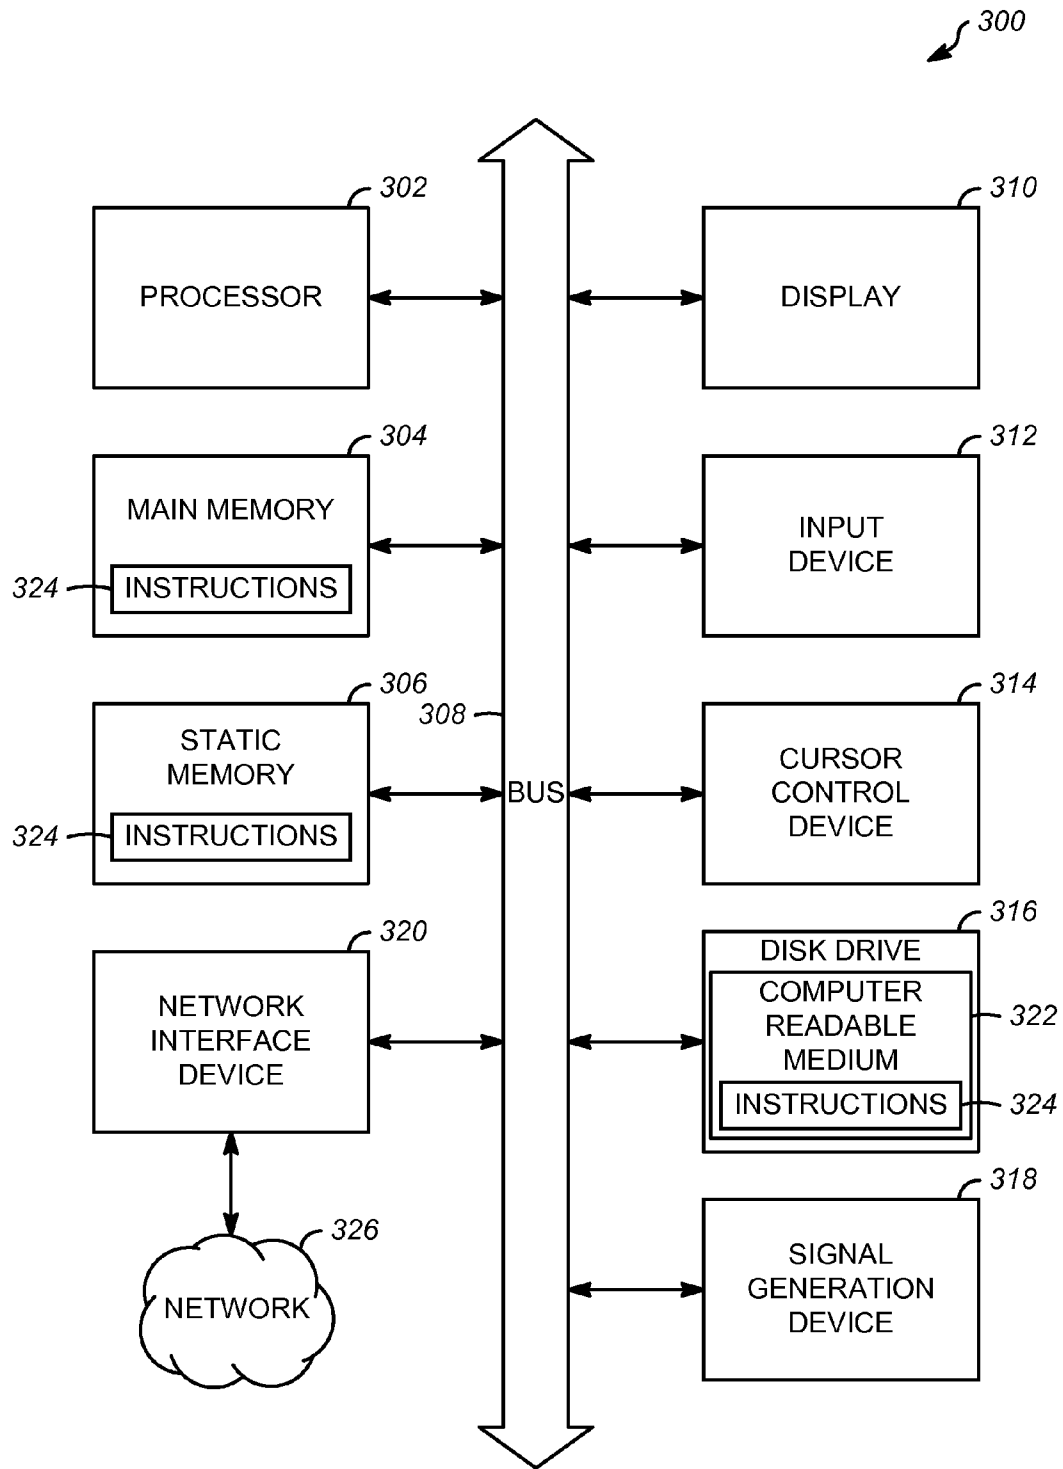 300
302
PROCESSOR
310
DISPLAY
304
MAIN MEMORY
324
INSTRUCTIONS
312
INPUT
DEVICE
306
STATIC
MEMORY
324
INSTRUCTIONS
308
BUS
314
CURSOR
CONTROL
DEVICE
320
NETWORK
INTERFACE
DEVICE
316
DISK DRIVE
COMPUTER
READABLE
MEDIUM
322
INSTRUCTIONS
324
326
NETWORK
318
SIGNAL
GENERATION
DEVICE